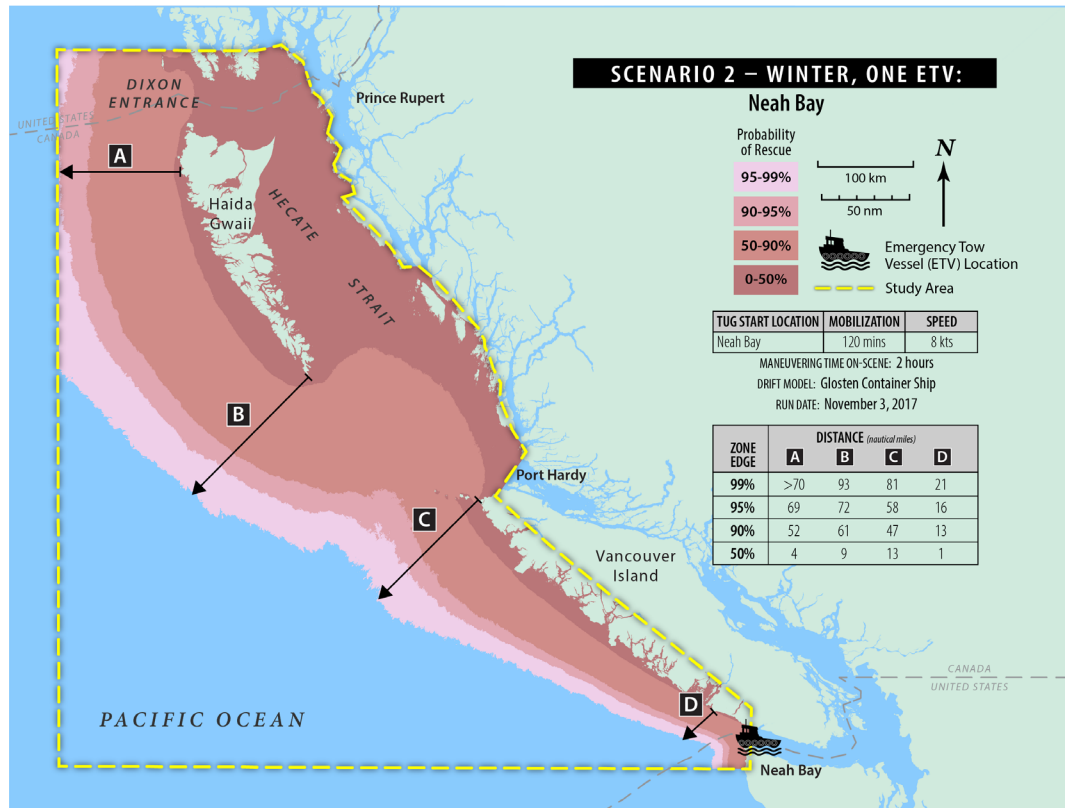 SCENARIO 2 – WINTER, ONE ETV:
Neah Bay
Probability
of Rescue
95-99%
90-95%
50-90%
0-50%
100 km
50 nm
N
Emergency Tow
Vessel (ETV) Location
Study Area
TUG START LOCATION MOBILIZATION SPEED
Neah Bay 120 mins 8 kts
MANEUVERING TIME ON-SCENE: 2 hours
DRIFT MODEL: Glosten Container Ship
RUN DATE: November 3, 2017
ZONE
EDGE
DISTANCE (nautical miles)
A B C D
99% >70 93 81 21
95% 69 72 58 16
90% 52 61 47 13
50% 4 9 13 1
DIXON
ENTRANCE
UNITED STATES
CANADA
Prince Rupert
A
Haida
Gwaii
HECATE
STRAIT
B
Port Hardy
C
Vancouver
Island
CANADA
UNITED STATES
D
PACIFIC OCEAN
Neah Bay